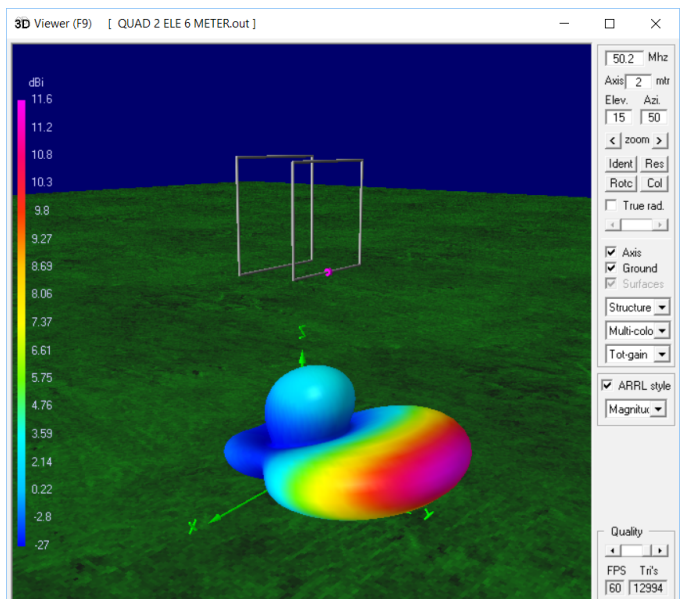 3D Viewer (F9) [ QUAD 2 ELE 6 METER.out ]
dBi
11.6
11.2
10.8
10.3
9.8
9.27
8.69
8.06
7.37
6.61
5.75
4.76
3.59
2.14
0.22
-2.8
-27
Z
X
Y
50.2 Mhz
Axis 2 mtr
Elev. Azi.
15 50
< zoom >
Ident Res
Rotc Col
True rad.
Axis
Ground
Surfaces
Structure
Multi-colo
Tot-gain
ARRL style
Magnitu
Quality
FPS Tri's
60 12994